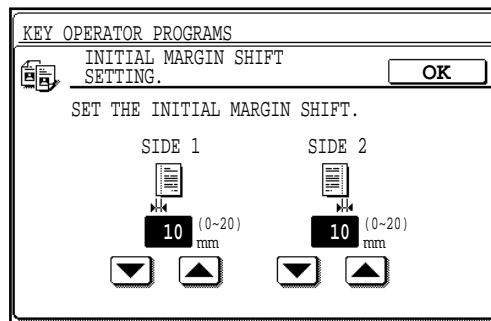 KEY OPERATOR PROGRAMS
INITIAL MARGIN SHIFT
SETTING.
OK
SET THE INITIAL MARGIN SHIFT.
SIDE 1
SIDE 2
10 (0~20) mm
10 (0~20) mm